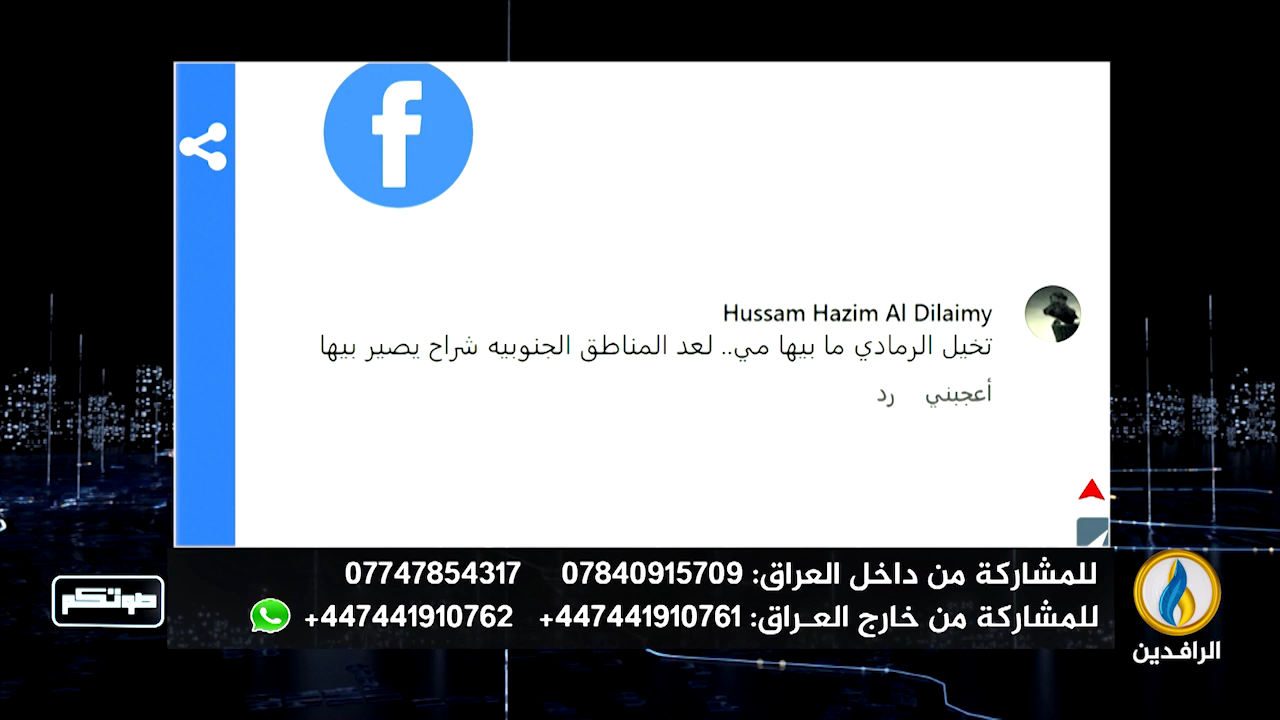 Hussam Hazim Al Dilaimy
تخيل الرمادي ما بيها مي.. لعد المناطق الجنوبيه شراح يصير بيها
أعجبني رد
للمشاركة من داخل العراق: 07840915709 07747854317
للمشاركة من خارج العـراق: 447441910761+ 447441910762+
صوتكم
الرافدين